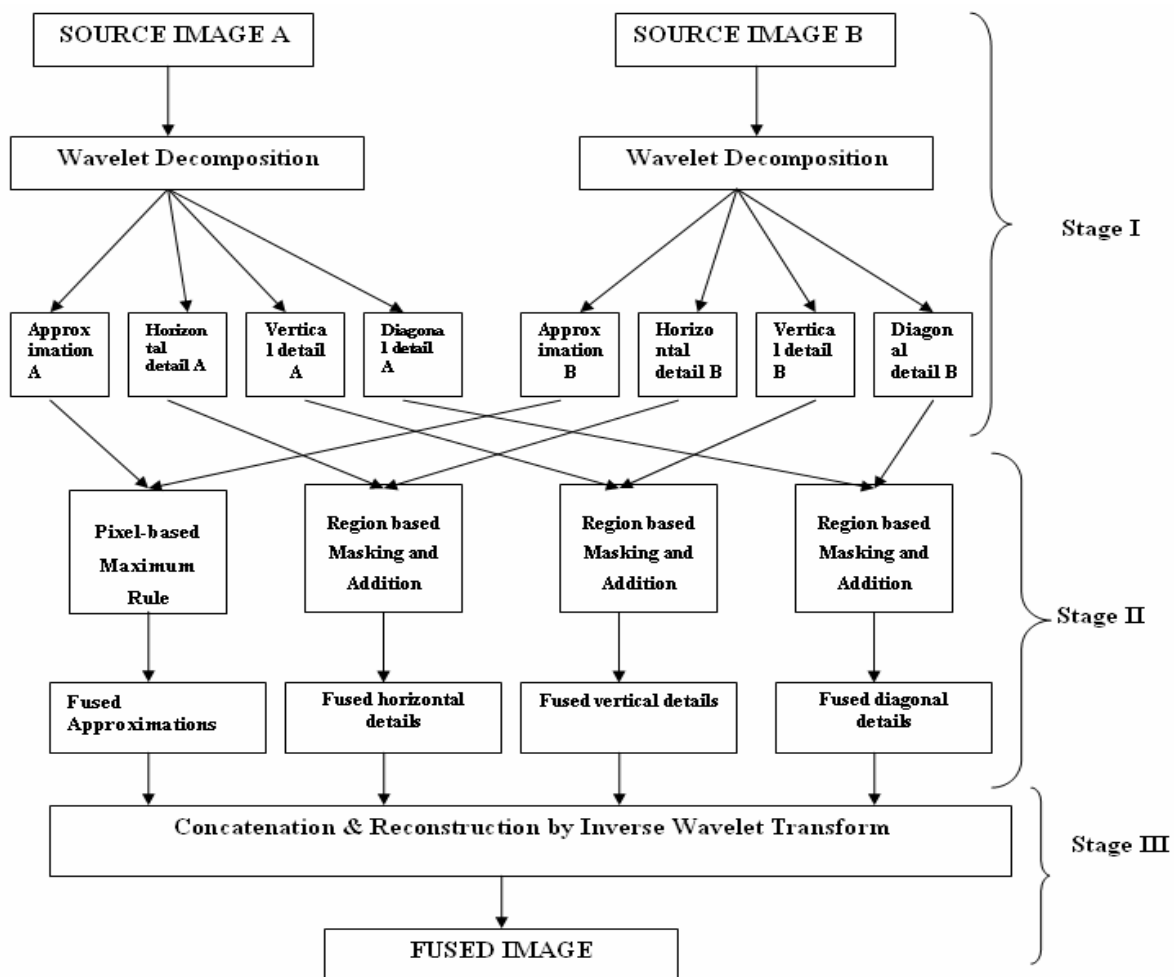 SOURCE IMAGE A
SOURCE IMAGE B
Wavelet Decomposition
Wavelet Decomposition
Stage I
Approx
imation
A
Horizon
tal
detail A
Vertica
l detail
A
Diagona
l detail
A
Approx
imation
B
Horizo
ntal
detail B
Vertica
l detail
B
Diagon
al
detail B
Pixel-based
Maximum
Rule
Region based
Masking and
Addition
Region based
Masking and
Addition
Region based
Masking and
Addition
Stage II
Fused
Approximations
Fused horizontal
details
Fused vertical details
Fused diagonal
details
Concatenation & Reconstruction by Inverse Wavelet Transform
Stage III
FUSED IMAGE